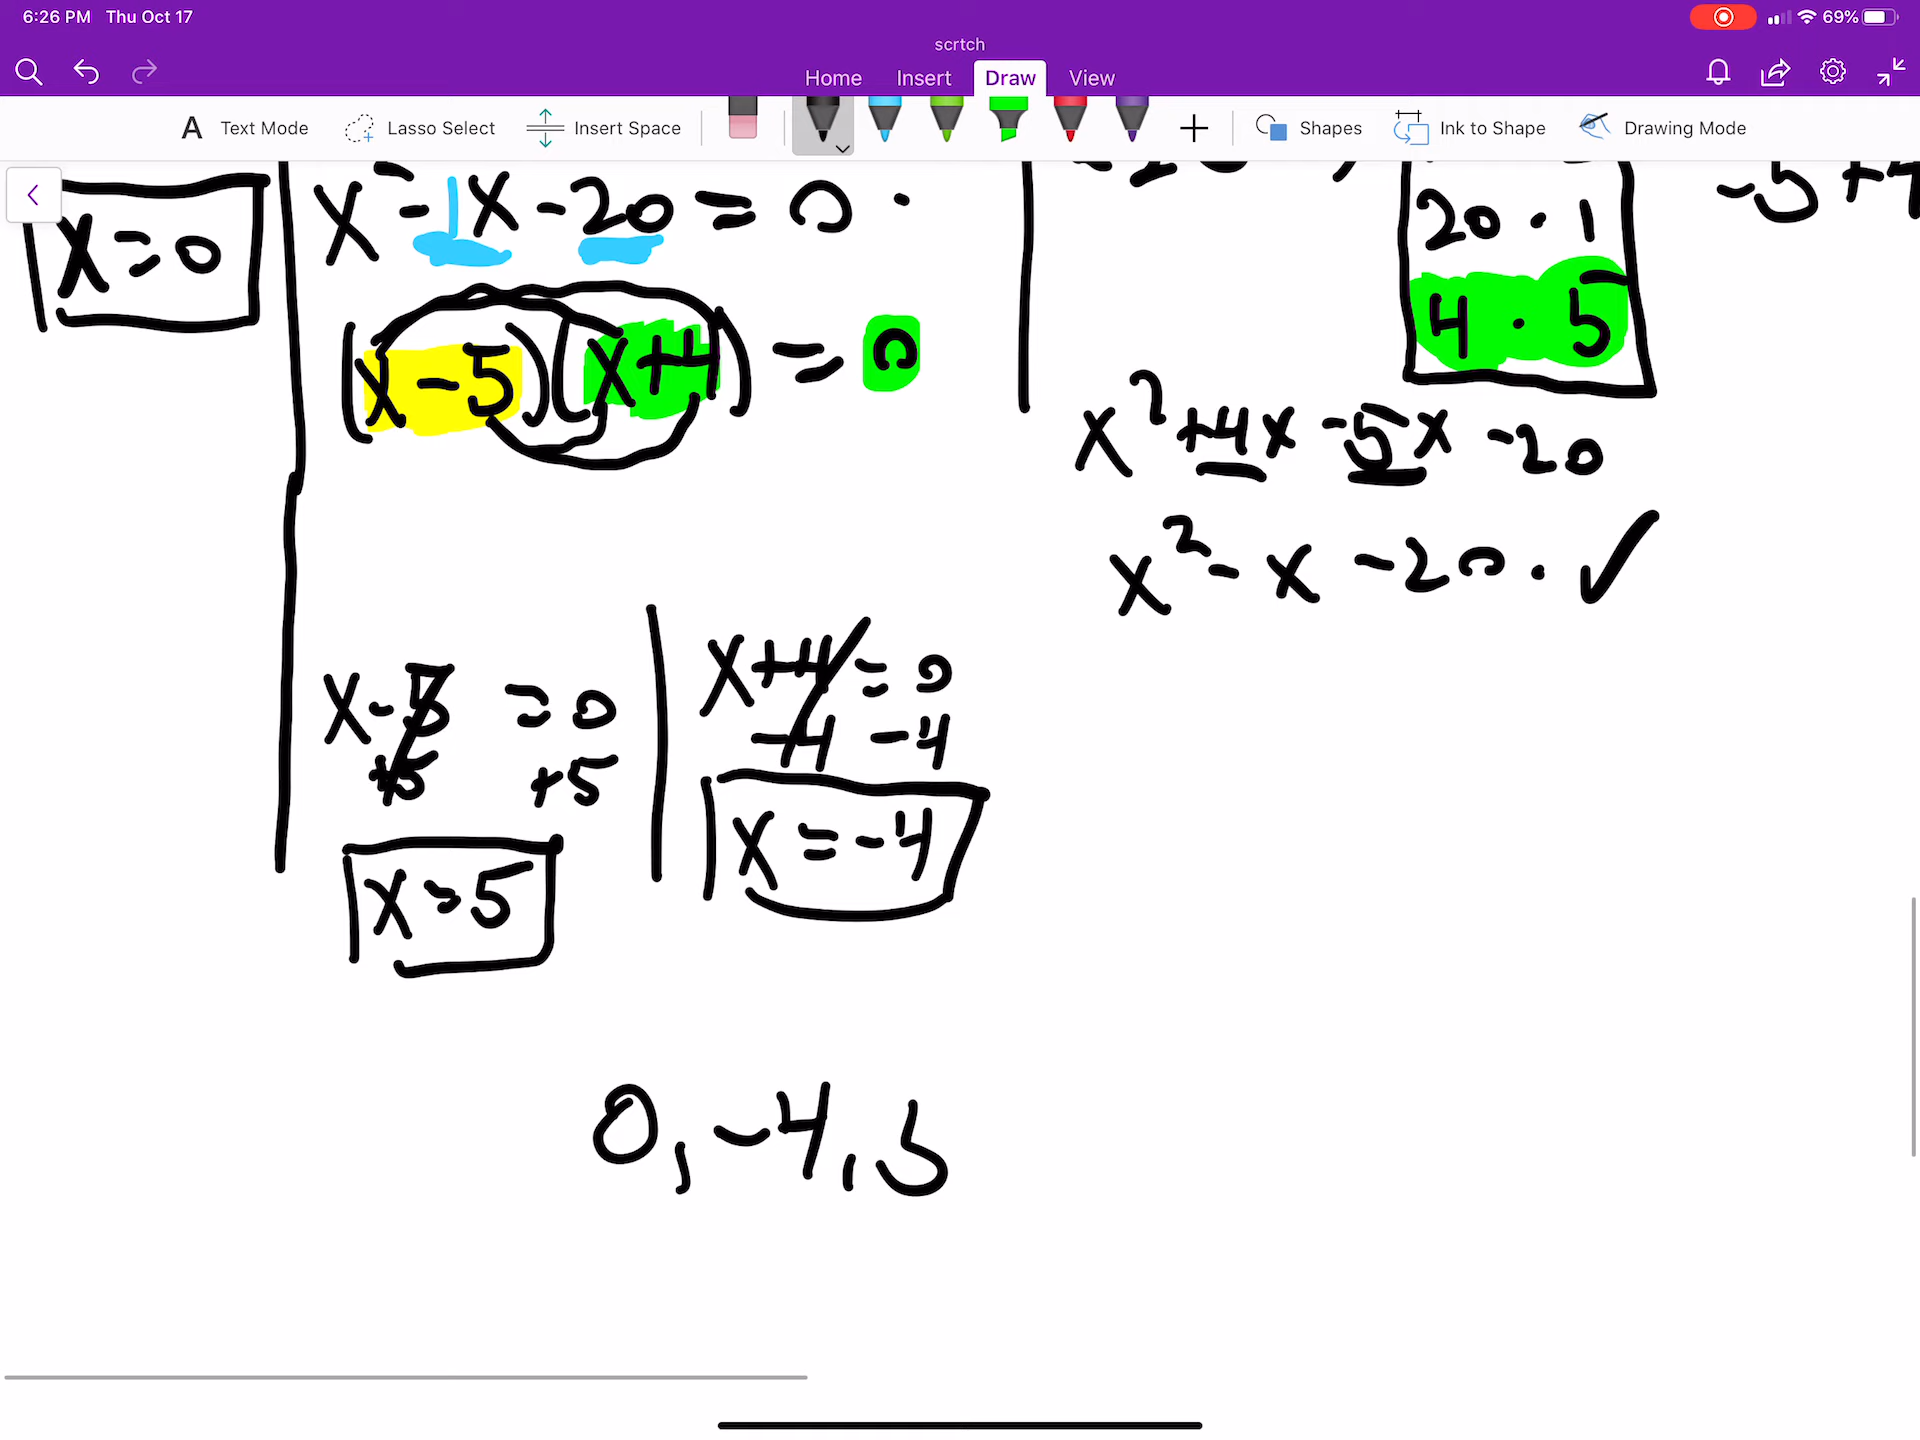 6:26 PM Thu Oct 17
69%
scrtch
Home Insert Draw View
A Text Mode Lasso Select Insert Space Shapes Ink to Shape Drawing Mode
x=0
x²-1x-20=0.
20·1
-5+4
(x-5)(x+4)=0
4·5
x²+4x-5x-20
x²-x-20. ✓
x-5=0
+5 +5
x=5
x+4=0
-4 -4
x=-4
0,-4,5